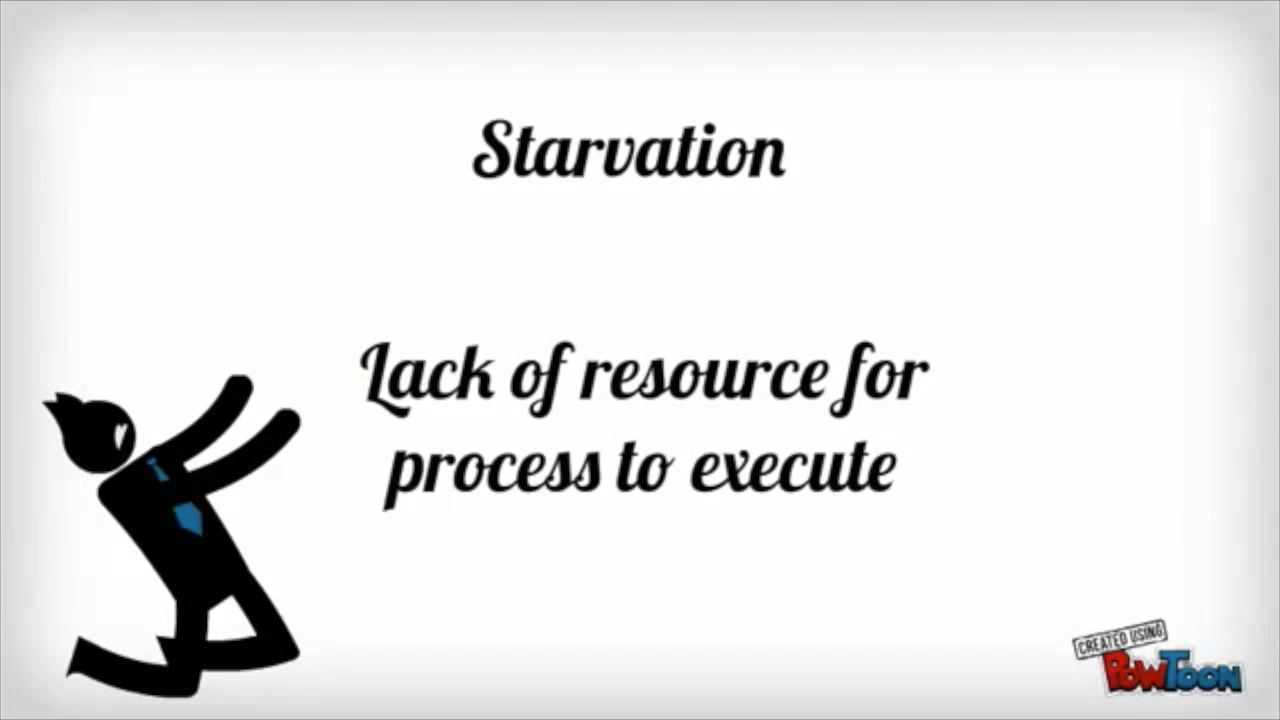 Starvation
Lack of resource for
process to execute
CREATED USING
POWTOON